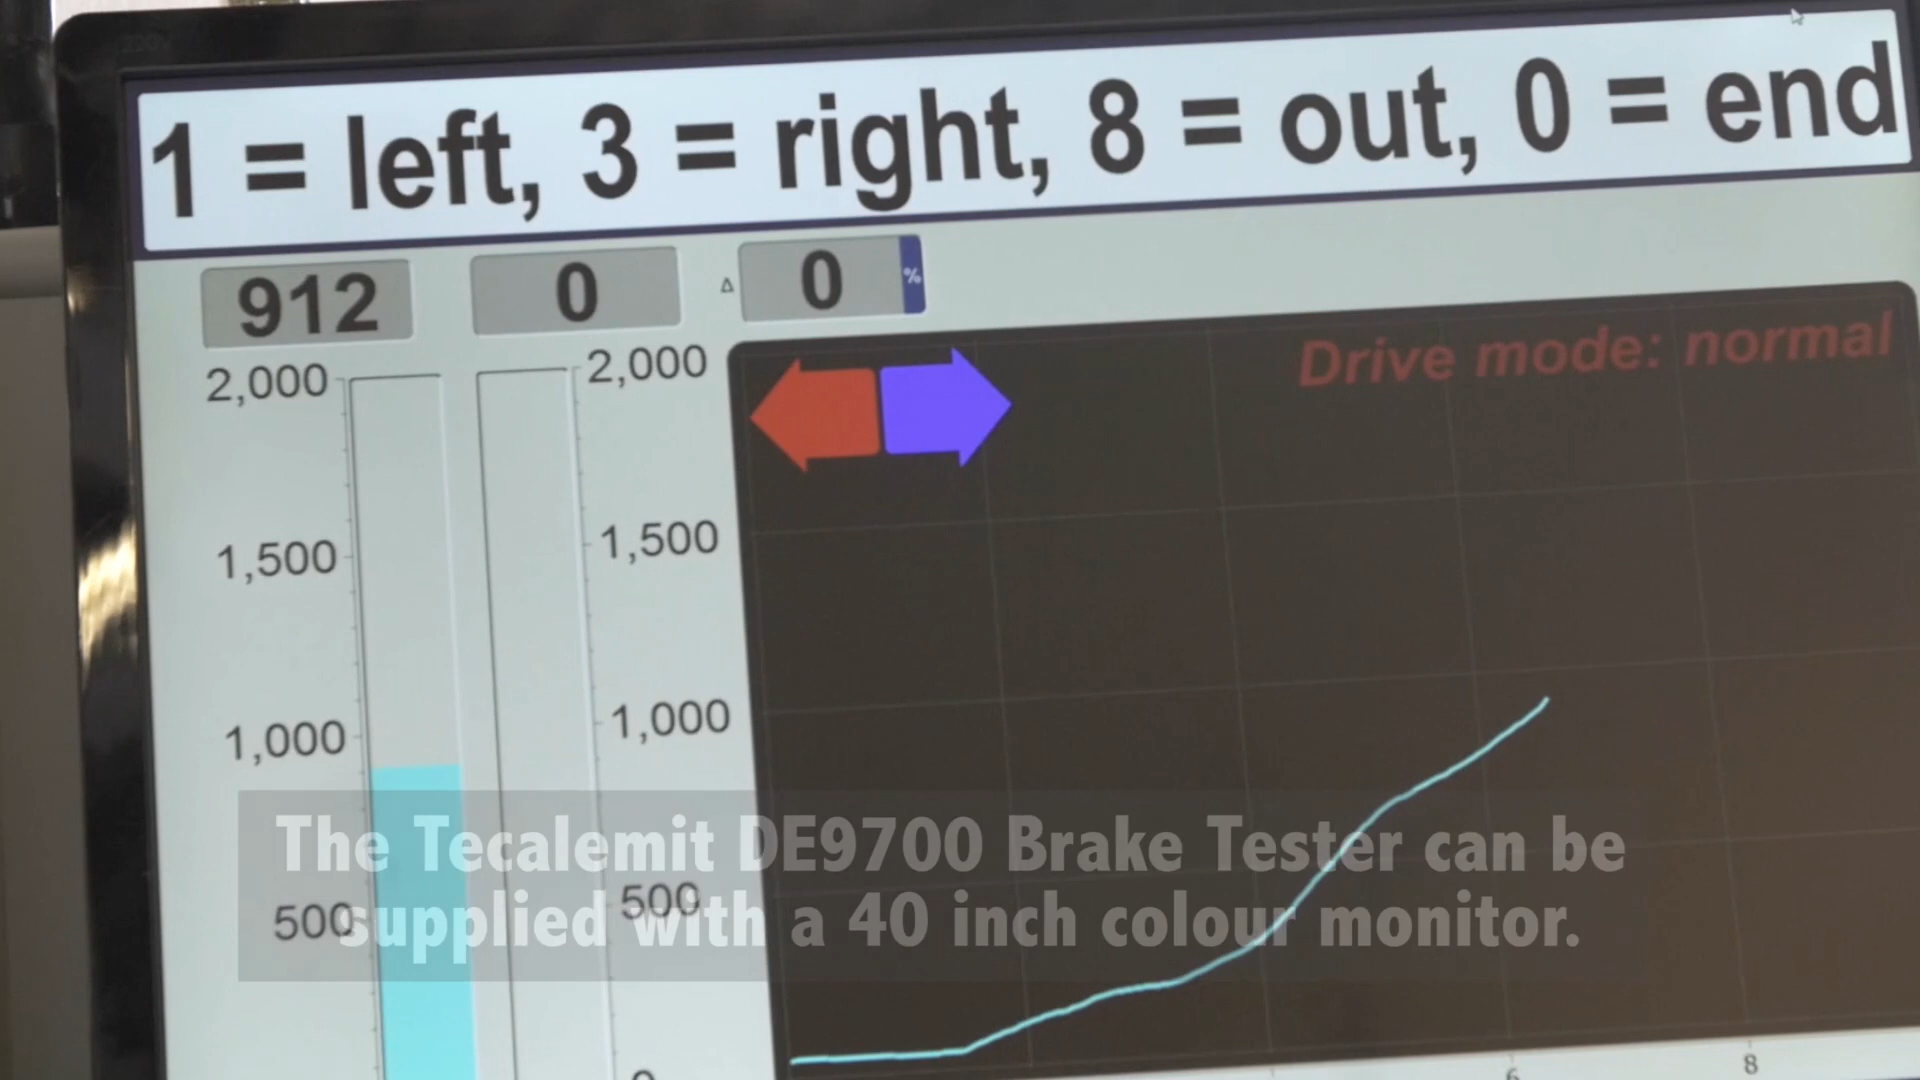 1 = left, 3 = right, 8 = out, 0 = end
912 0 Δ 0 %
Drive mode: normal
2,000 2,000
1,500 1,500
1,000 1,000
500 500
0
6 8
The Tecalemit DE9700 Brake Tester can be
supplied with a 40 inch colour monitor.